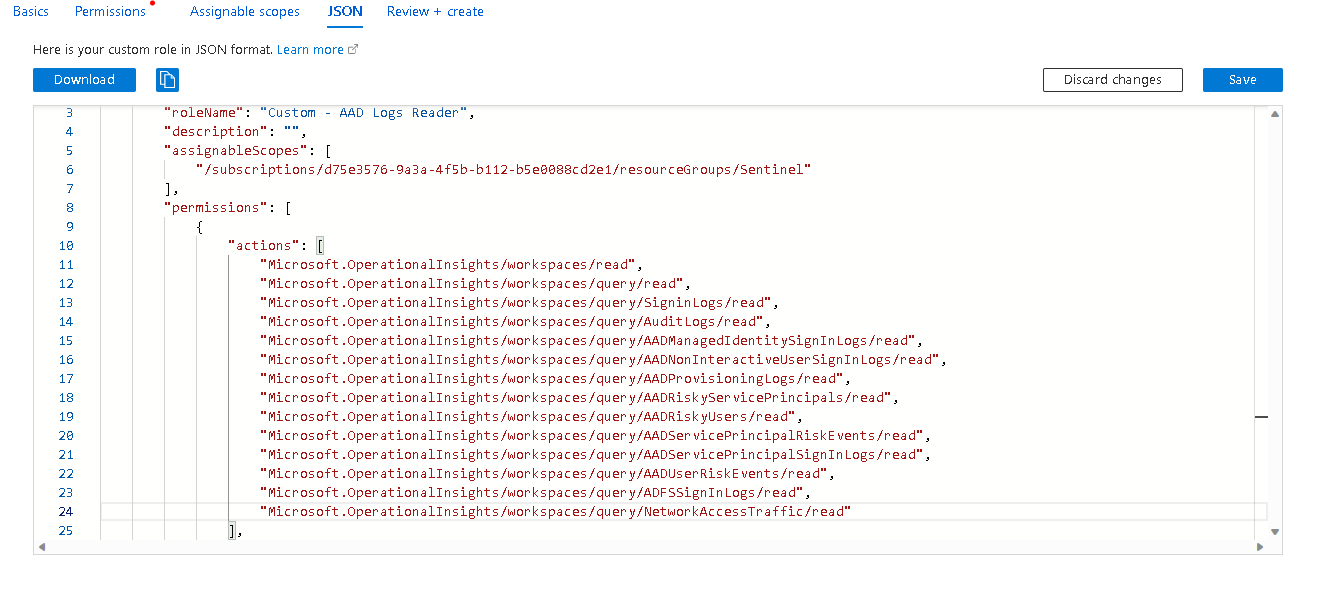 Basics Permissions Assignable scopes JSON Review + create
Here is your custom role in JSON format. Learn more
Download Discard changes Save
3 "roleName": "Custom - AAD Logs Reader",
4 "description": "",
5 "assignableScopes": [
6 "/subscriptions/d75e3576-9a3a-4f5b-b112-b5e0088cd2e1/resourceGroups/Sentinel"
7 ],
8 "permissions": [
9 {
10 "actions": [
11 "Microsoft.OperationalInsights/workspaces/read",
12 "Microsoft.OperationalInsights/workspaces/query/read",
13 "Microsoft.OperationalInsights/workspaces/query/SigninLogs/read",
14 "Microsoft.OperationalInsights/workspaces/query/AuditLogs/read",
15 "Microsoft.OperationalInsights/workspaces/query/AADManagedIdentitySignInLogs/read",
16 "Microsoft.OperationalInsights/workspaces/query/AADNonInteractiveUserSignInLogs/read",
17 "Microsoft.OperationalInsights/workspaces/query/AADProvisioningLogs/read",
18 "Microsoft.OperationalInsights/workspaces/query/AADRiskyServicePrincipals/read",
19 "Microsoft.OperationalInsights/workspaces/query/AADRiskyUsers/read",
20 "Microsoft.OperationalInsights/workspaces/query/AADServicePrincipalRiskEvents/read",
21 "Microsoft.OperationalInsights/workspaces/query/AADServicePrincipalSignInLogs/read",
22 "Microsoft.OperationalInsights/workspaces/query/AADUserRiskEvents/read",
23 "Microsoft.OperationalInsights/workspaces/query/ADFSSignInLogs/read",
24 "Microsoft.OperationalInsights/workspaces/query/NetworkAccessTraffic/read"
25 ],